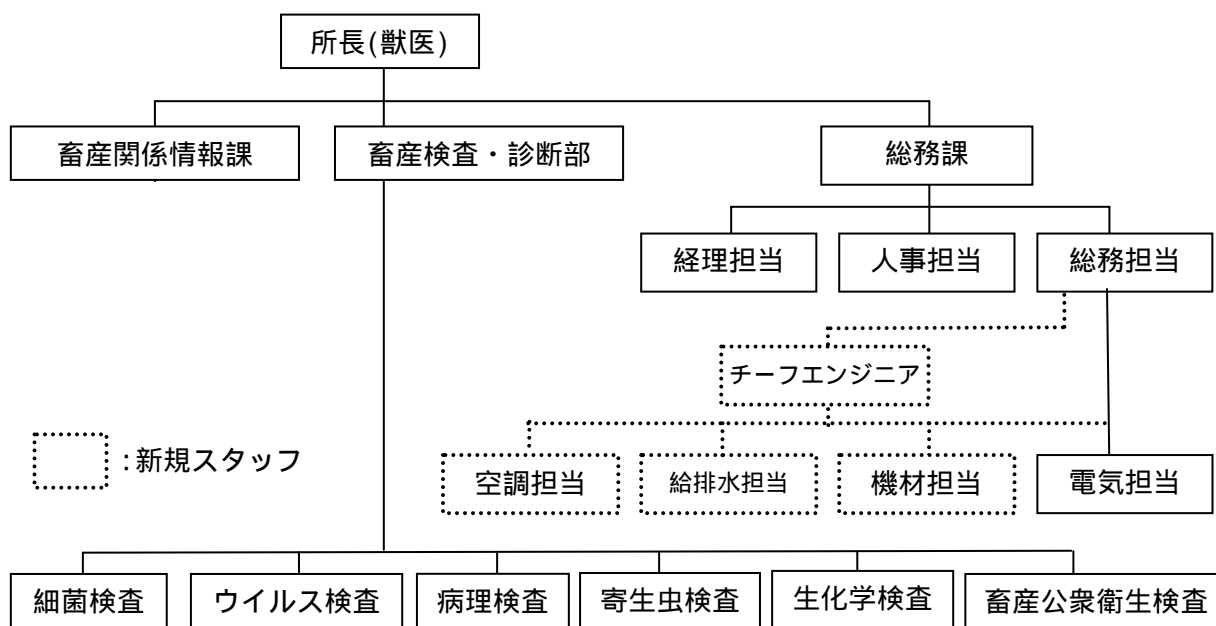 所長(獣医)
畜産関係情報課
畜産検査・診断部
総務課
経理担当
人事担当
総務担当
チーフエンジニア
:新規スタッフ
空調担当
給排水担当
機材担当
電気担当
細菌検査
ウイルス検査
病理検査
寄生虫検査
生化学検査
畜産公衆衛生検査